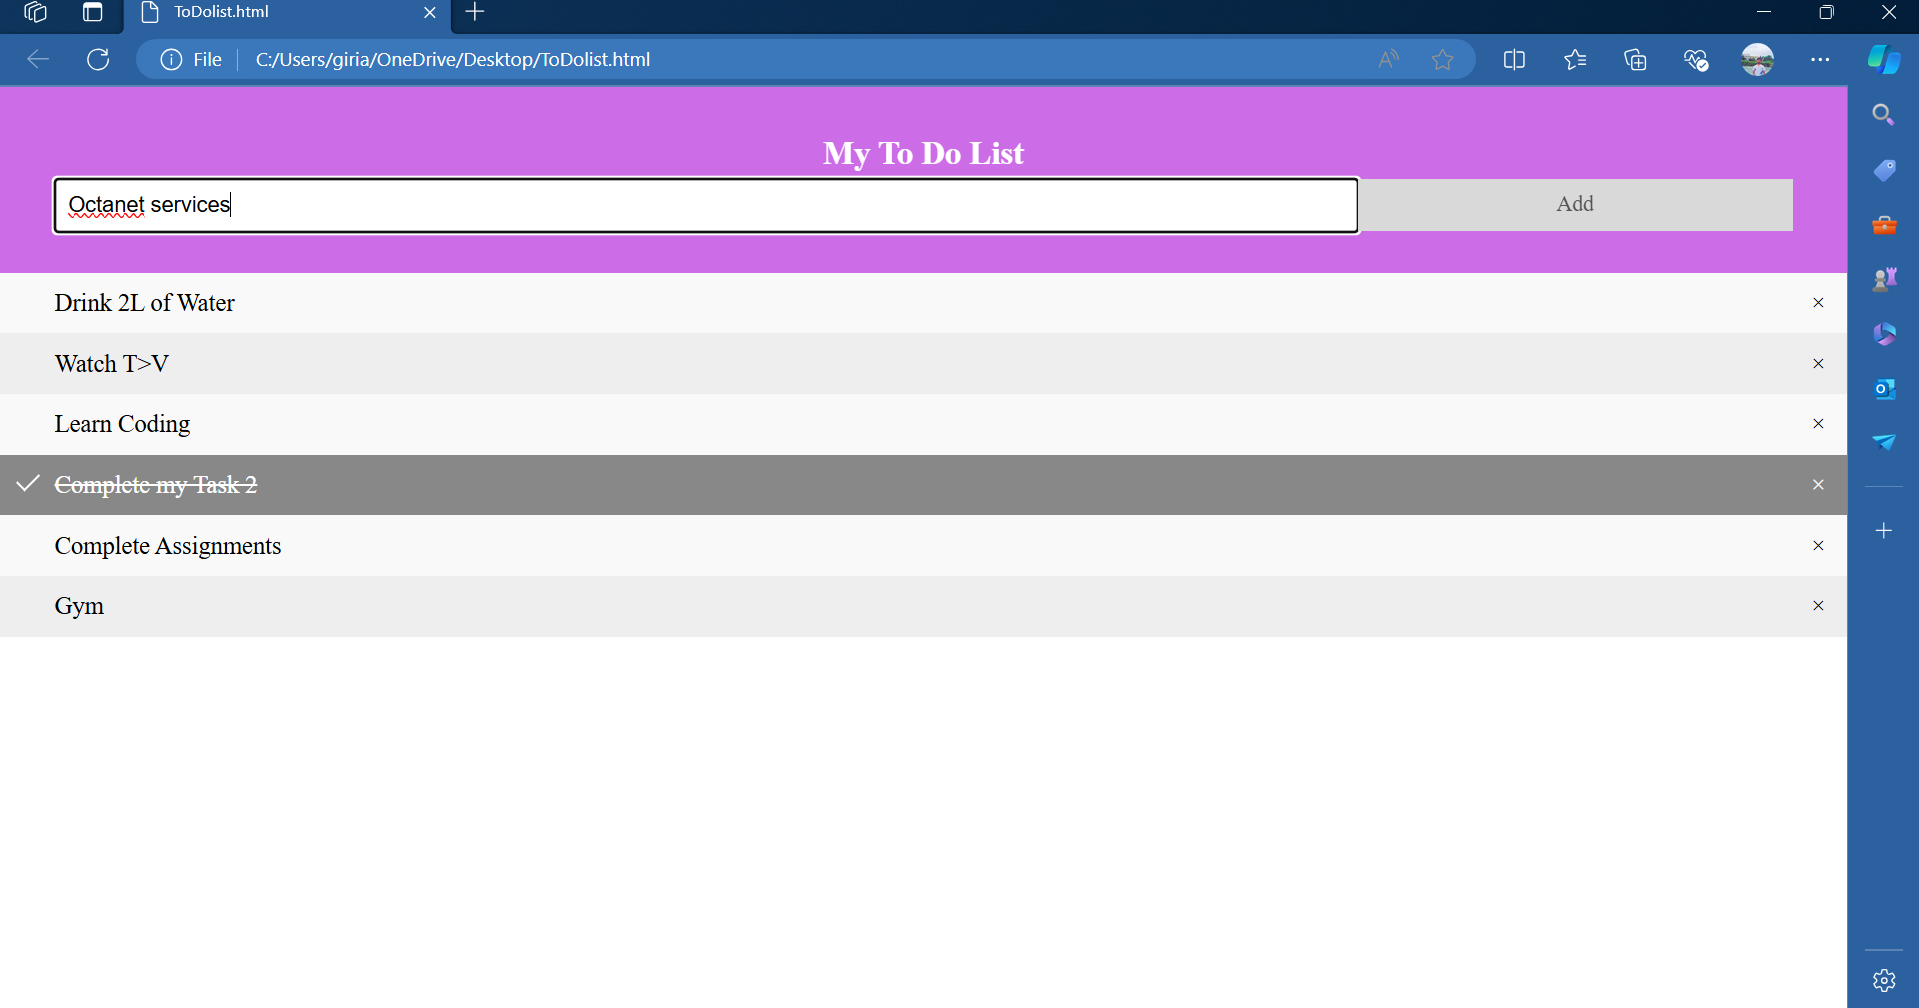 ToDolist.html
File C:/Users/giria/OneDrive/Desktop/ToDolist.html
My To Do List
Octanet services
Add
Drink 2L of Water
Watch T>V
Learn Coding
Complete my Task 2
Complete Assignments
Gym